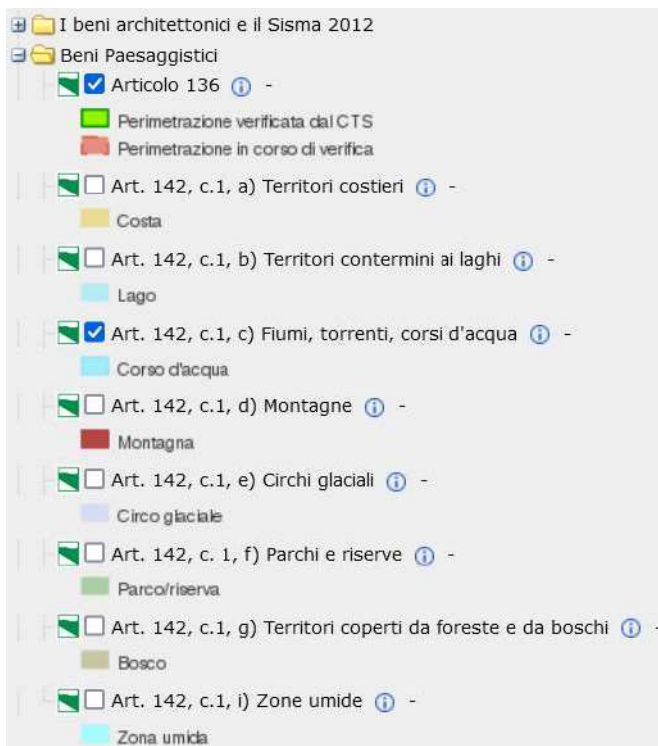 I beni architettonici e il Sisma 2012
Beni Paesaggistici
Articolo 136 -
Perimetrazione verificata dal CTS
Perimetrazione in corso di verifica
Art. 142, c.1, a) Territori costieri -
Costa
Art. 142, c.1, b) Territori contermini ai laghi -
Lago
Art. 142, c.1, c) Fiumi, torrenti, corsi d'acqua -
Corso d'acqua
Art. 142, c.1, d) Montagne -
Montagna
Art. 142, c.1, e) Circhi glaciali -
Circo glaciale
Art. 142, c. 1, f) Parchi e riserve -
Parco/riserva
Art. 142, c.1, g) Territori coperti da foreste e da boschi -
Bosco
Art. 142, c.1, i) Zone umide -
Zona umida